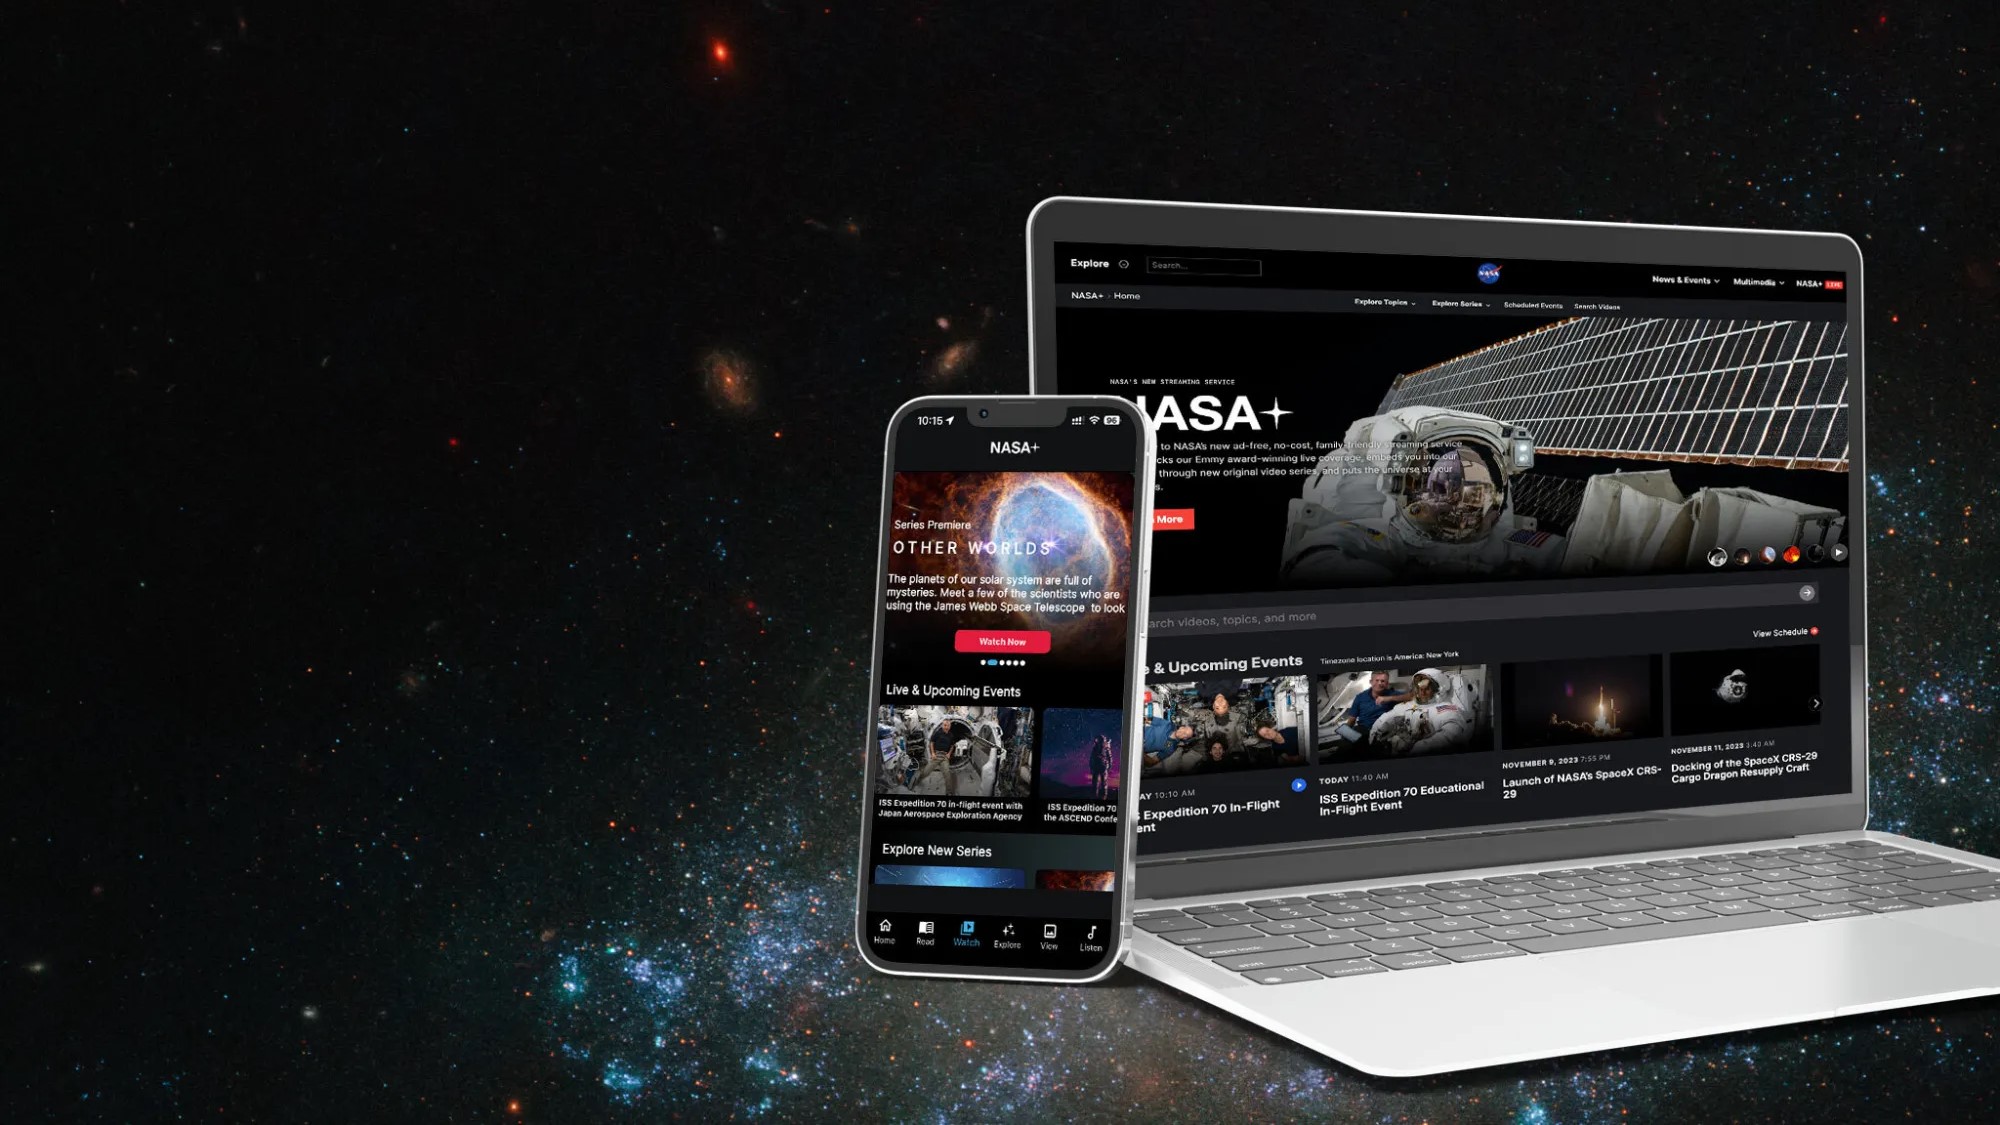 10:15
96
NASA+
Series Premiere
OTHER WORLDS
The planets of our solar system are full of
mysteries. Meet a few of the scientists who are
using the James Webb Space Telescope to look
Watch Now
Live & Upcoming Events
ISS Expedition 70 in-flight event with
Japan Aerospace Exploration Agency
ISS Expedition 70
the ASCEND Confe
Explore New Series
Home
Read
Watch
Explore
View
Listen
Explore
Search...
NASA
News & Events
Multimedia
NASA+ LIVE
NASA+ Home
Explore Topics
Explore Series
Scheduled Events
Search Videos
NASA'S NEW STREAMING SERVICE
NASA+
to NASA's new ad-free, no-cost, family-friendly streaming service
cks our Emmy award-winning live coverage, embeds you into our
through new original video series, and puts the universe at your
s.
More
arch videos, topics, and more
View Schedule
e & Upcoming Events
Timezone location is America: New York
AY 10:10 AM
S Expedition 70 In-Flight
ent
TODAY 11:40 AM
ISS Expedition 70 Educational
In-Flight Event
NOVEMBER 9, 2023 7:55 PM
Launch of NASA's SpaceX CRS-
29
NOVEMBER 11, 2023 3:40 AM
Docking of the SpaceX CRS-29
Cargo Dragon Resupply Craft